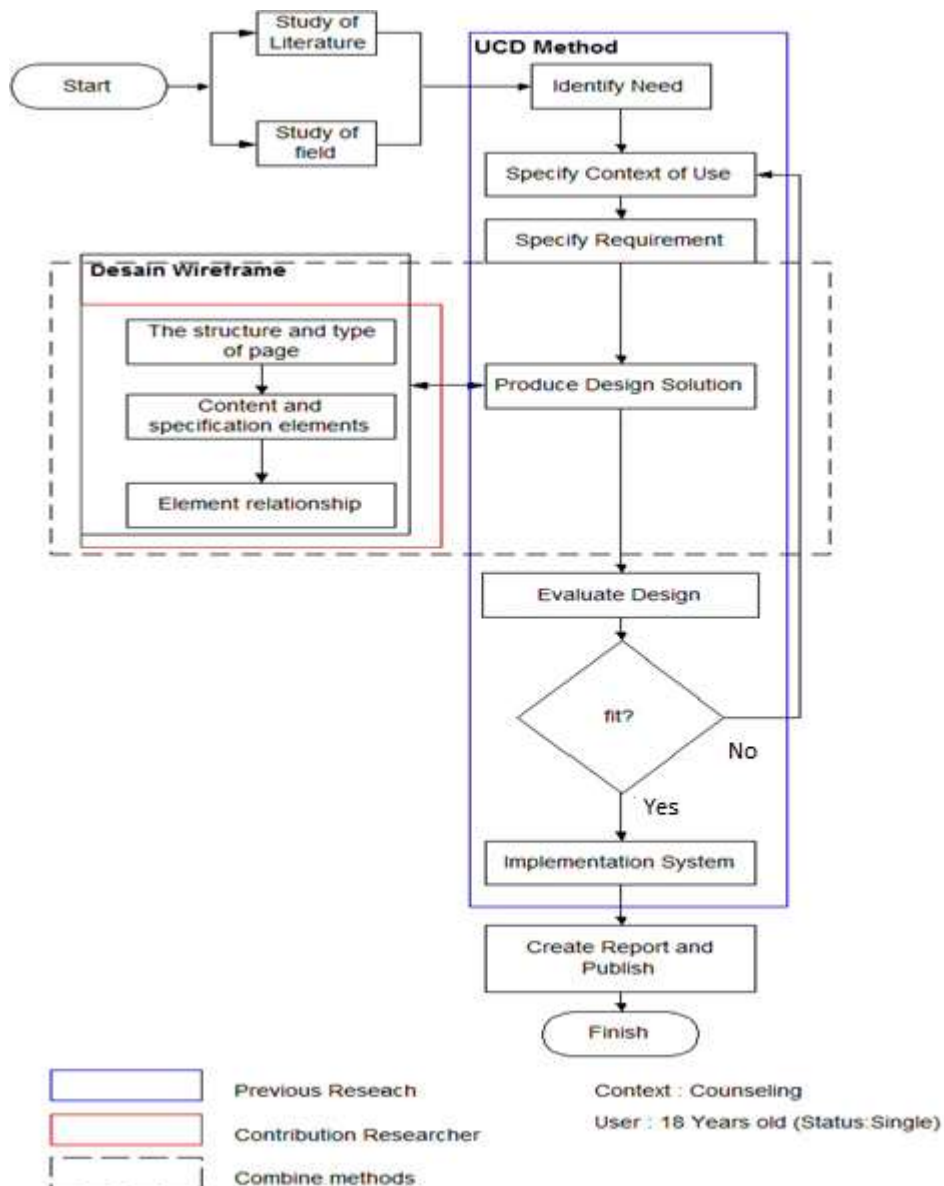 Start
Study of
Literature
Study of
field
UCD Method
Identify Need
Specify Context of Use
Specify Requirement
Desain Wireframe
The structure and type
of page
Content and
specification elements
Element relationship
Produce Design Solution
Evaluate Design
fit?
No
Yes
Implementation System
Create Report and
Publish
Finish
Previous Reseach
Contribution Researcher
Combine methods
Context : Counseling
User : 18 Years old (Status:Single)